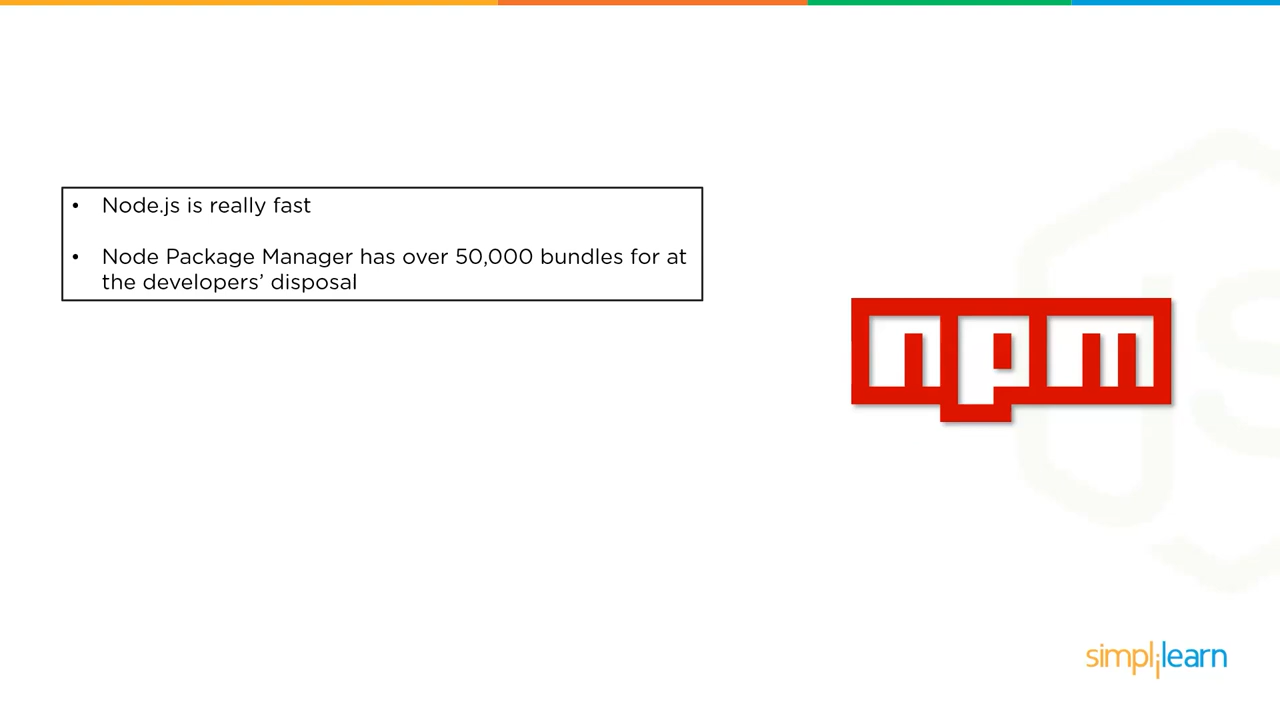 • Node.js is really fast
• Node Package Manager has over 50,000 bundles for at
the developers’ disposal
npm
JS
simplilearn